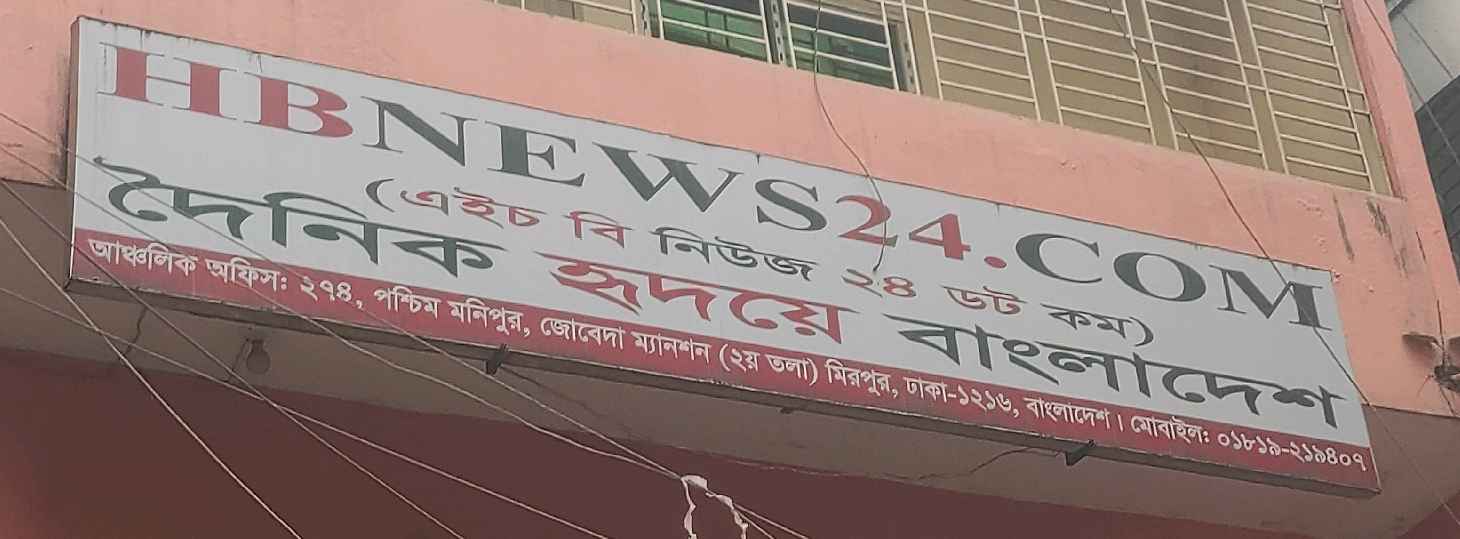 HBNEWS24.COM
(এইচ বি নিউজ ২৪ ডট কম)
দৈনিক হৃদয়ে বাংলাদেশ
আঞ্চলিক অফিস: ২৭৪, পশ্চিম মনিপুর, জোবেদা ম্যানশন (২য় তলা) মিরপুর, ঢাকা-১২১৬, বাংলাদেশ। মোবাইল: ০১৮১৯-২১৯৪০৭